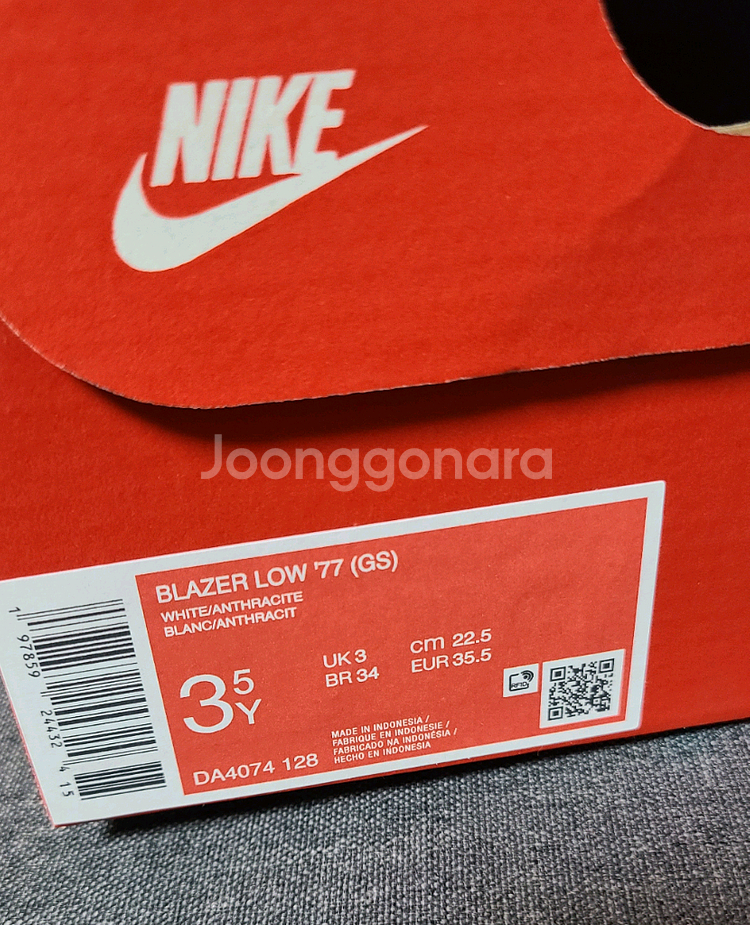 NIKE
Joonggonara
BLAZER LOW '77 (GS)
WHITE/ANTHRACITE
BLANC/ANTHRACIT
3 5 Y
UK 3
BR 34
cm 22.5
EUR 35.5
RFID
MADE IN INDONESIA /
FABRIQUE EN INDONESIE /
FABRICADO NA INDONÉSIA /
HECHO EN INDONESIA
DA4074 128
1 97859 24432 4 15